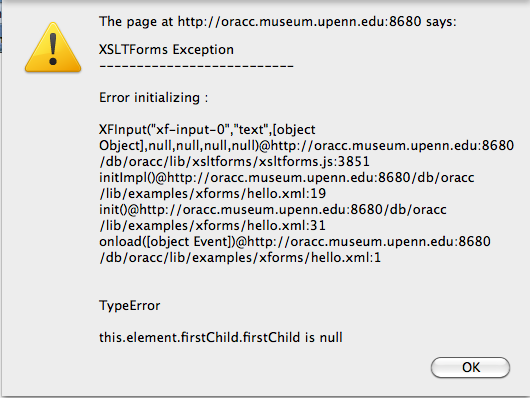 The page at http://oracc.museum.upenn.edu:8680 says:
XSLTForms Exception
--------------------------
Error initializing :
XFInput("xf-input-0","text",[object
Object],null,null,null,null)@http://oracc.museum.upenn.edu:8680
/db/oracc/lib/xsltforms/xsltforms.js:3851
initImpl()@http://oracc.museum.upenn.edu:8680/db/oracc
/lib/examples/xforms/hello.xml:19
init()@http://oracc.museum.upenn.edu:8680/db/oracc
/lib/examples/xforms/hello.xml:31
onload([object Event])@http://oracc.museum.upenn.edu:8680
/db/oracc/lib/examples/xforms/hello.xml:1
TypeError
this.element.firstChild.firstChild is null
OK